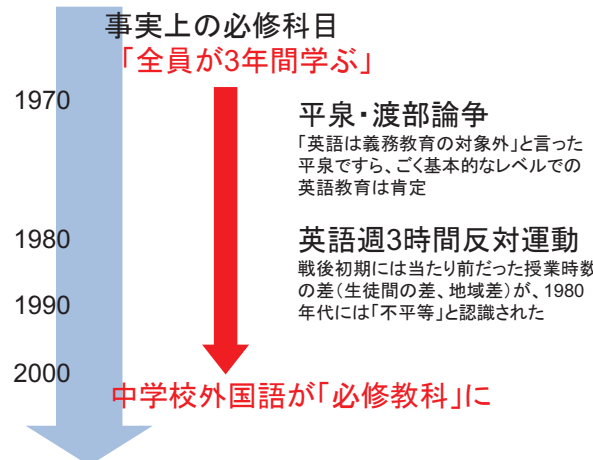 事実上の必修科目
「全員が3年間学ぶ」
1970
平泉・渡部論争
「英語は義務教育の対象外」と言った
平泉ですら、ごく基本的なレベルでの
英語教育は肯定
1980
英語週3時間反対運動
戦後初期には当たり前だった授業時数
の差（生徒間の差、地域差）が、1980
年代には「不平等」と認識された
1990
2000
中学校外国語が「必修教科」に